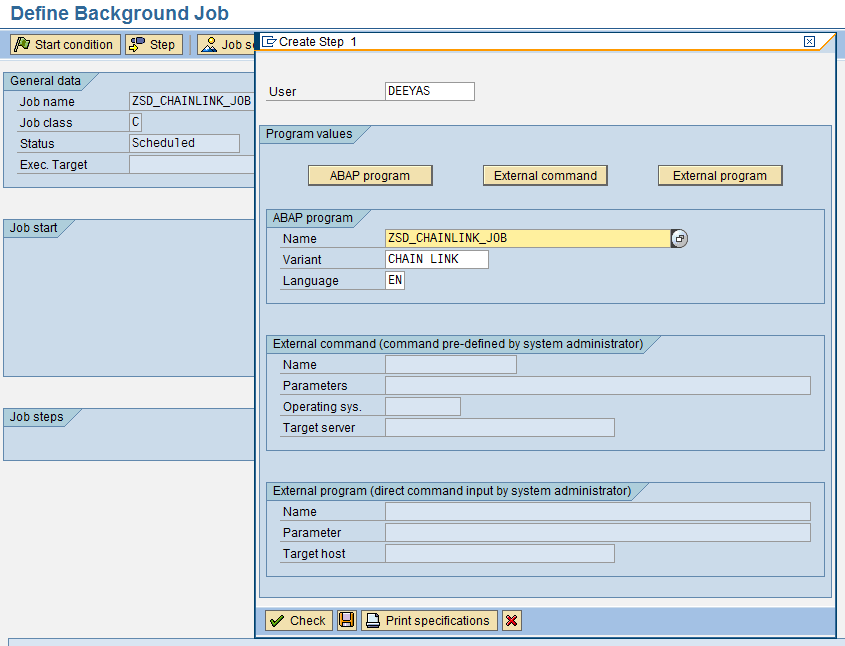 Define Background Job
Start condition Step Job s
Create Step 1
General data
Job name ZSD_CHAINLINK_JOB
Job class C
Status Scheduled
Exec. Target
Job start
Job steps
User DEEYAS
Program values
ABAP program External command External program
ABAP program
Name ZSD_CHAINLINK_JOB
Variant CHAIN LINK
Language EN
External command (command pre-defined by system administrator)
Name
Parameters
Operating sys.
Target server
External program (direct command input by system administrator)
Name
Parameter
Target host
Check Print specifications